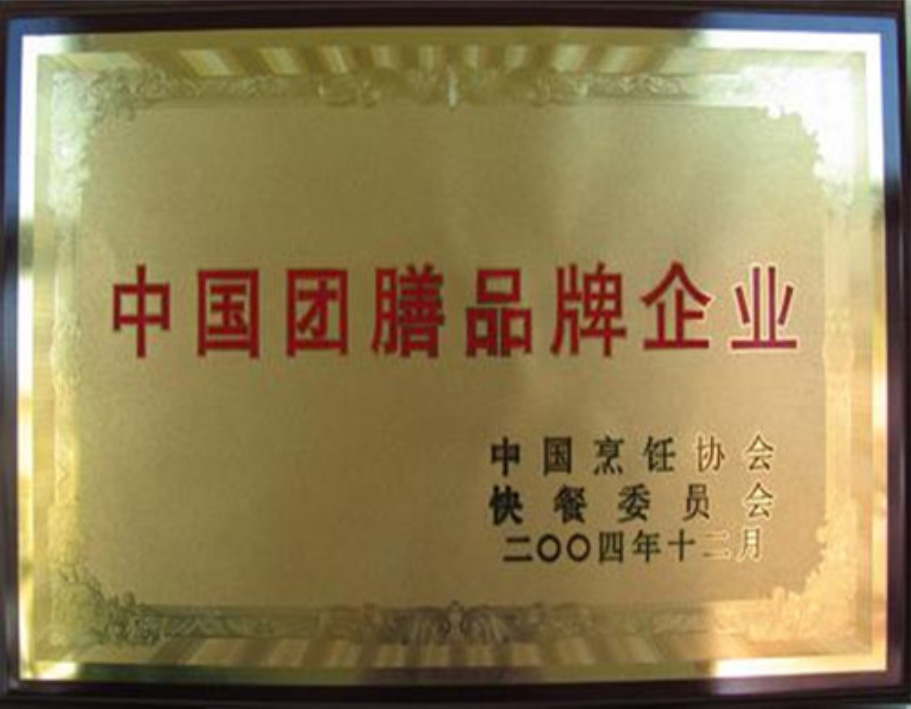 中国团膳品牌企业
中国烹饪协会
快餐委员会
二〇〇四年十二月